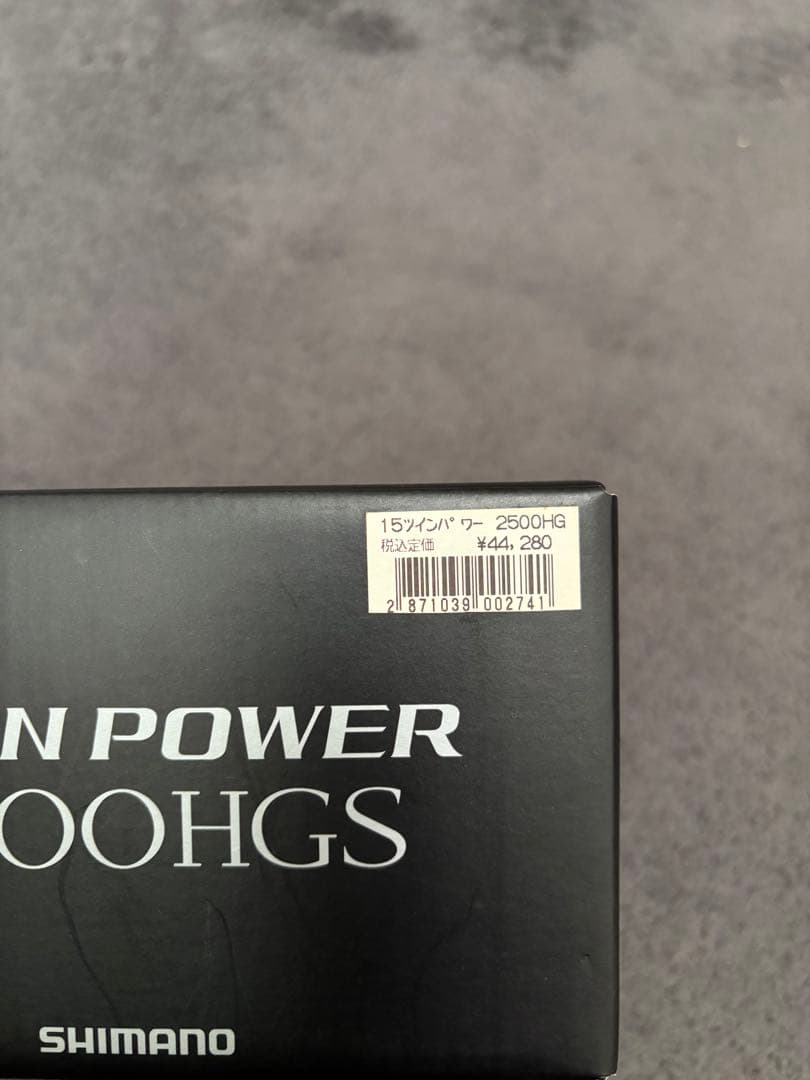 15ツインパワー 2500HG
税込定価 ¥44,280
2 871039 002741
N POWER
00HGS
SHIMANO